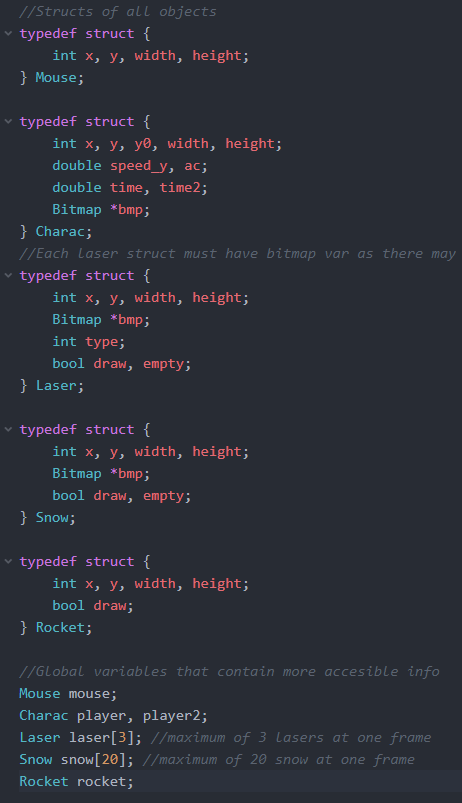 //Structs of all objects
typedef struct {
    int x, y, width, height;
} Mouse;

typedef struct {
    int x, y, y0, width, height;
    double speed_y, ac;
    double time, time2;
    Bitmap *bmp;
} Charac;
//Each laser struct must have bitmap var as there may
typedef struct {
    int x, y, width, height;
    Bitmap *bmp;
    int type;
    bool draw, empty;
} Laser;

typedef struct {
    int x, y, width, height;
    Bitmap *bmp;
    bool draw, empty;
} Snow;

typedef struct {
    int x, y, width, height;
    bool draw;
} Rocket;

//Global variables that contain more accesible info
Mouse mouse;
Charac player, player2;
Laser laser[3]; //maximum of 3 lasers at one frame
Snow snow[20]; //maximum of 20 snow at one frame
Rocket rocket;